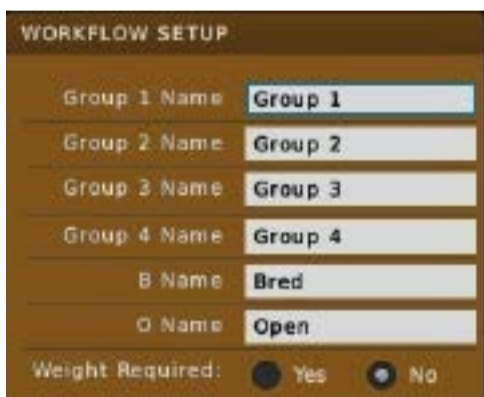 WORKFLOW SETUP
Group 1 Name Group 1
Group 2 Name Group 2
Group 3 Name Group 3
Group 4 Name Group 4
B Name Bred
O Name Open
Weight Required: Yes No